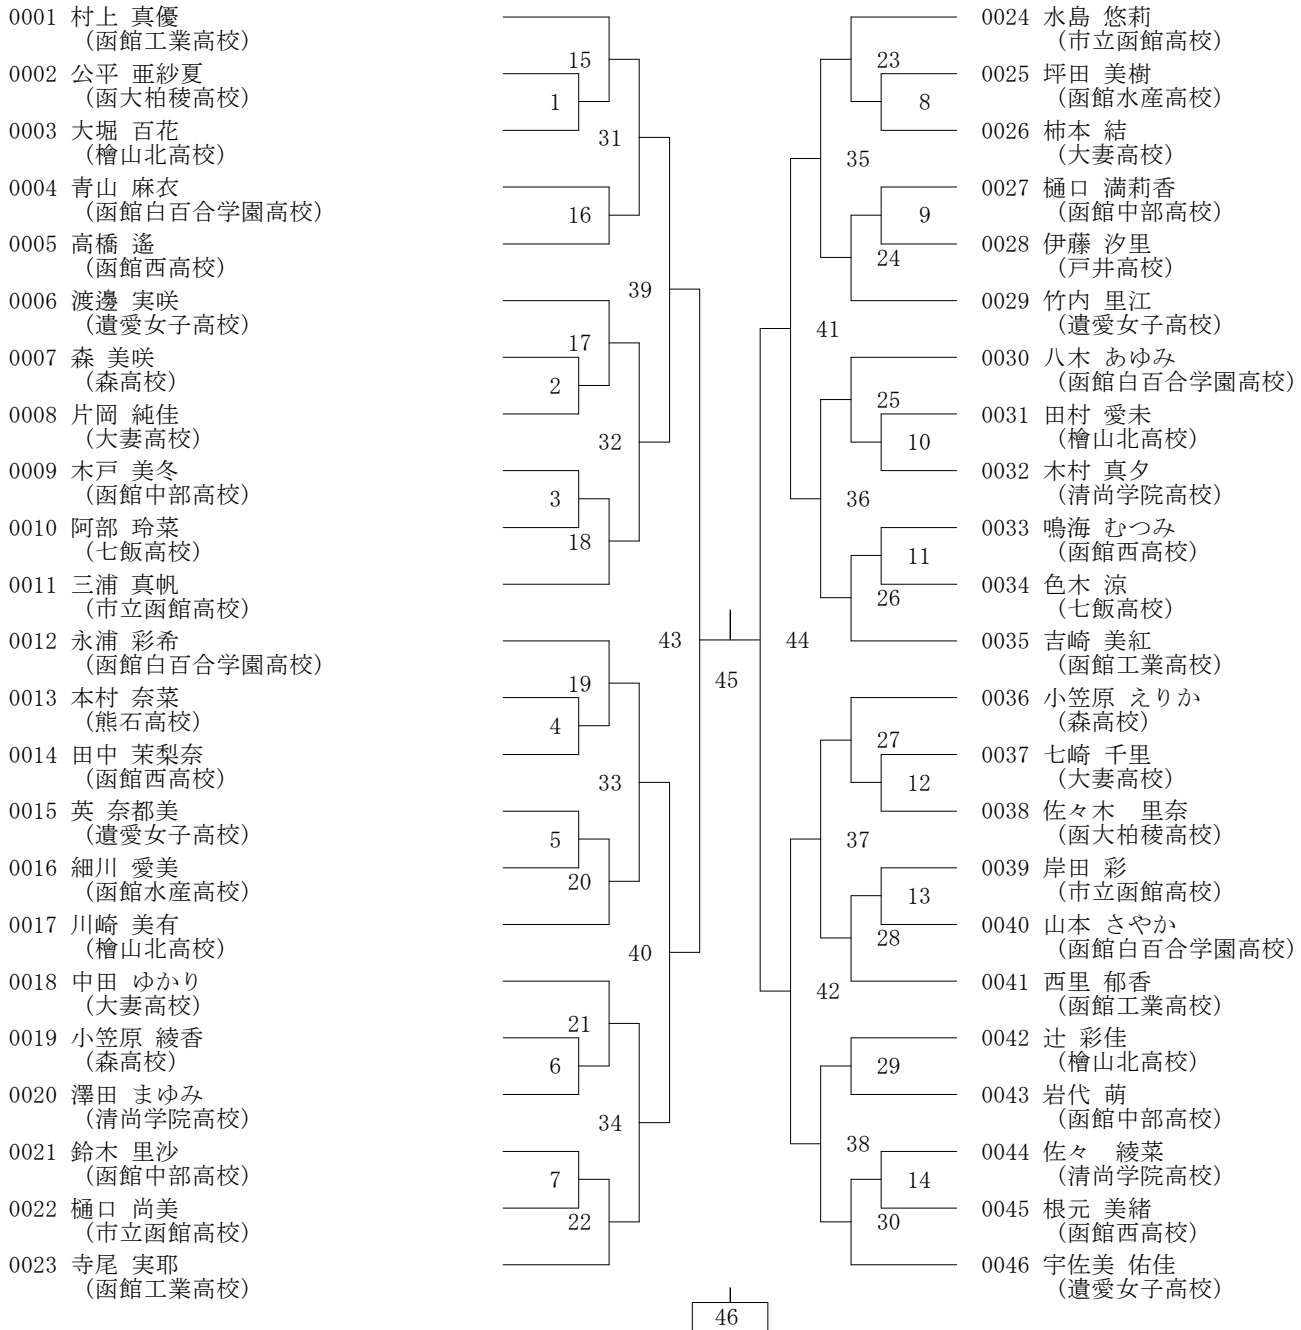 0001 村上 真優
(函館工業高校)
0002 公平 亜紗夏
(函大柏稜高校)
0003 大堀 百花
(檜山北高校)
0004 青山 麻衣
(函館白百合学園高校)
0005 高橋 遙
(函館西高校)
0006 渡邊 実咲
(遺愛女子高校)
0007 森 美咲
(森高校)
0008 片岡 純佳
(大妻高校)
0009 木戸 美冬
(函館中部高校)
0010 阿部 玲菜
(七飯高校)
0011 三浦 真帆
(市立函館高校)
0012 永浦 彩希
(函館白百合学園高校)
0013 本村 奈菜
(熊石高校)
0014 田中 茉梨奈
(函館西高校)
0015 英 奈都美
(遺愛女子高校)
0016 細川 愛美
(函館水産高校)
0017 川崎 美有
(檜山北高校)
0018 中田 ゆかり
(大妻高校)
0019 小笠原 綾香
(森高校)
0020 澤田 まゆみ
(清尚学院高校)
0021 鈴木 里沙
(函館中部高校)
0022 樋口 尚美
(市立函館高校)
0023 寺尾 実耶
(函館工業高校)
15
1
31
16
39
17
2
32
3
18
43
19
4
33
5
20
40
21
6
34
7
22
45
46
23
8
35
9
24
41
25
10
36
11
26
44
27
12
37
13
28
42
29
38
14
30
0024 水島 悠莉
(市立函館高校)
0025 坪田 美樹
(函館水産高校)
0026 柿本 結
(大妻高校)
0027 樋口 満莉香
(函館中部高校)
0028 伊藤 汐里
(戸井高校)
0029 竹内 里江
(遺愛女子高校)
0030 八木 あゆみ
(函館白百合学園高校)
0031 田村 愛未
(檜山北高校)
0032 木村 真夕
(清尚学院高校)
0033 鳴海 むつみ
(函館西高校)
0034 色木 涼
(七飯高校)
0035 吉崎 美紅
(函館工業高校)
0036 小笠原 えりか
(森高校)
0037 七崎 千里
(大妻高校)
0038 佐々木　里奈
(函大柏稜高校)
0039 岸田 彩
(市立函館高校)
0040 山本 さやか
(函館白百合学園高校)
0041 西里 郁香
(函館工業高校)
0042 辻 彩佳
(檜山北高校)
0043 岩代 萌
(函館中部高校)
0044 佐々　綾菜
(清尚学院高校)
0045 根元 美緒
(函館西高校)
0046 宇佐美 佑佳
(遺愛女子高校)